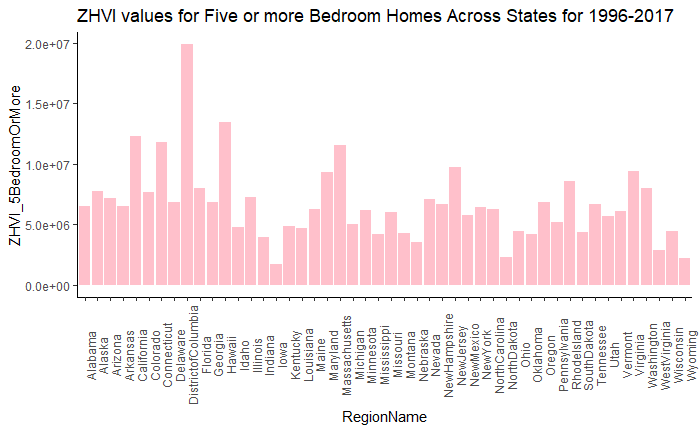 ZHVI values for Five or more Bedroom Homes Across States for 1996-2017
ZHVI_5BedroomOrMore
2.0e+07
1.5e+07
1.0e+07
5.0e+06
0.0e+00
Alabama
Alaska
Arizona
Arkansas
California
Colorado
Connecticut
Delaware
DistrictofColumbia
Florida
Georgia
Hawaii
Idaho
Illinois
Indiana
Iowa
Kentucky
Louisiana
Maine
Maryland
Massachusetts
Michigan
Minnesota
Mississippi
Missouri
Montana
Nebraska
Nevada
NewHampshire
NewJersey
NewMexico
NewYork
NorthCarolina
NorthDakota
Ohio
Oklahoma
Oregon
Pennsylvania
RhodeIsland
SouthDakota
Tennessee
Utah
Vermont
Virginia
Washington
WestVirginia
Wisconsin
Wyoming
RegionName